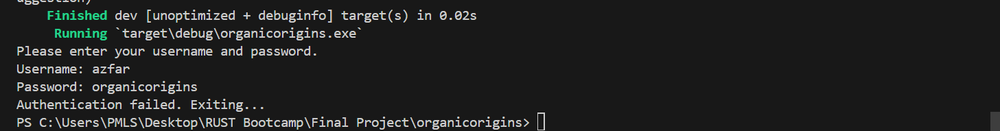 uggestion)
Finished dev [unoptimized + debuginfo] target(s) in 0.02s
Running `target\debug\organicorigins.exe`
Please enter your username and password.
Username: azfar
Password: organicorigins
Authentication failed. Exiting...
PS C:\Users\PMLS\Desktop\RUST Bootcamp\Final Project\organicorigins>